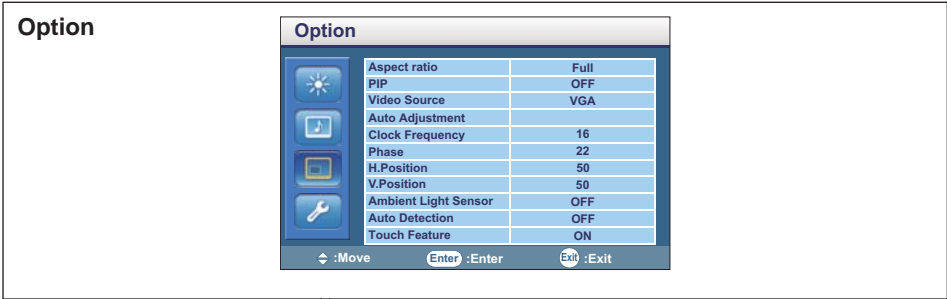 Option
Option
Aspect ratio Full
PIP OFF
Video Source VGA
Auto Adjustment
Clock Frequency 16
Phase 22
H.Position 50
V.Position 50
Ambient Light Sensor OFF
Auto Detection OFF
Touch Feature ON
:Move Enter :Enter Exit :Exit